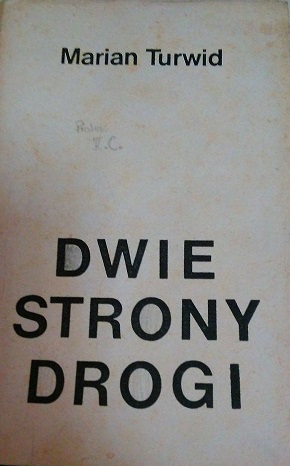 Marian Turwid
K.C.
DWIE
STRONY
DROGI